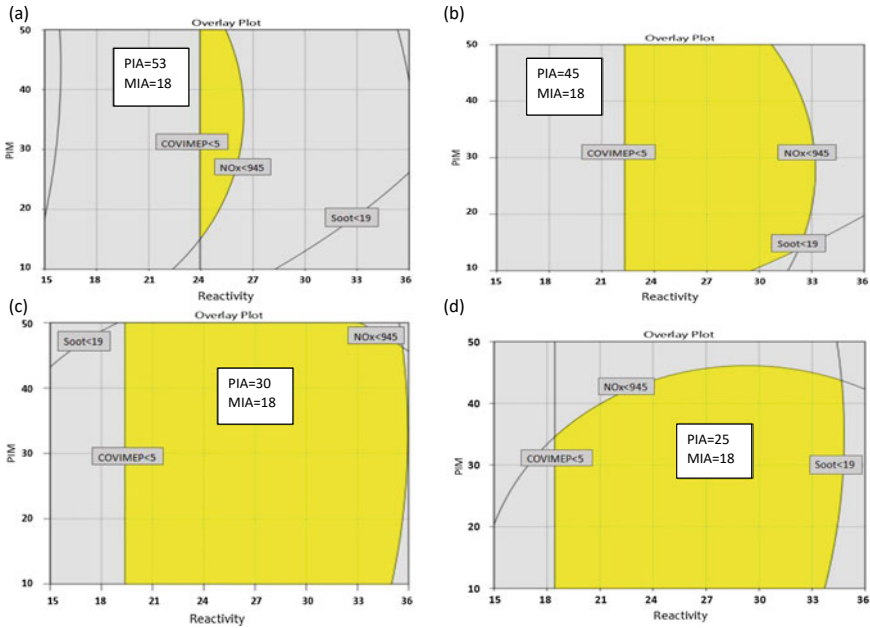 (a)
Overlay Plot
PIM
50
40
30
20
10
PIA=53
MIA=18
COVIMEP<5
NOx<945
Soot<19
15 18 21 24 27 30 33 36
Reactivity
(b)
Overlay Plot
PIM
50
40
30
20
10
PIA=45
MIA=18
COVIMEP<5
NOx<945
Soot<19
15 18 21 24 27 30 33 36
Reactivity
(c)
Overlay Plot
PIM
50
40
30
20
10
Soot<19
NOx<945
PIA=30
MIA=18
COVIMEP<5
15 18 21 24 27 30 33 36
Reactivity
(d)
Overlay Plot
PIM
50
40
30
20
10
NOx<945
PIA=25
MIA=18
COVIMEP<5
Soot<19
15 18 21 24 27 30 33 36
Reactivity